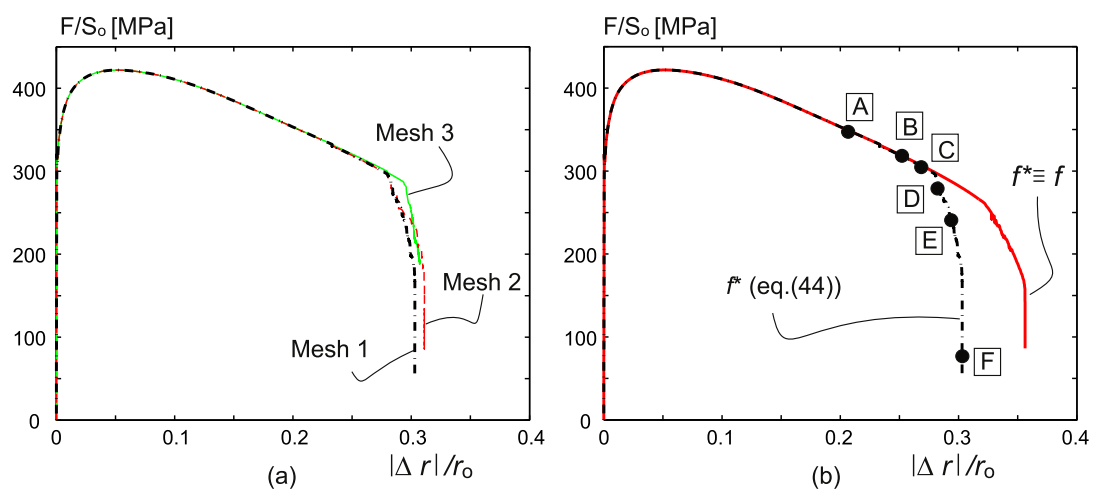 F/Sₒ [MPa]
400
300
200
100
0
Mesh 3
Mesh 2
Mesh 1
0
0.1
0.2
0.3
0.4
|Δ r| /rₒ
(a)
F/Sₒ [MPa]
400
300
200
100
0
A
B
C
D
E
F
f*≡ f
f* (eq.(44))
0
0.1
0.2
0.3
0.4
|Δ r| /rₒ
(b)